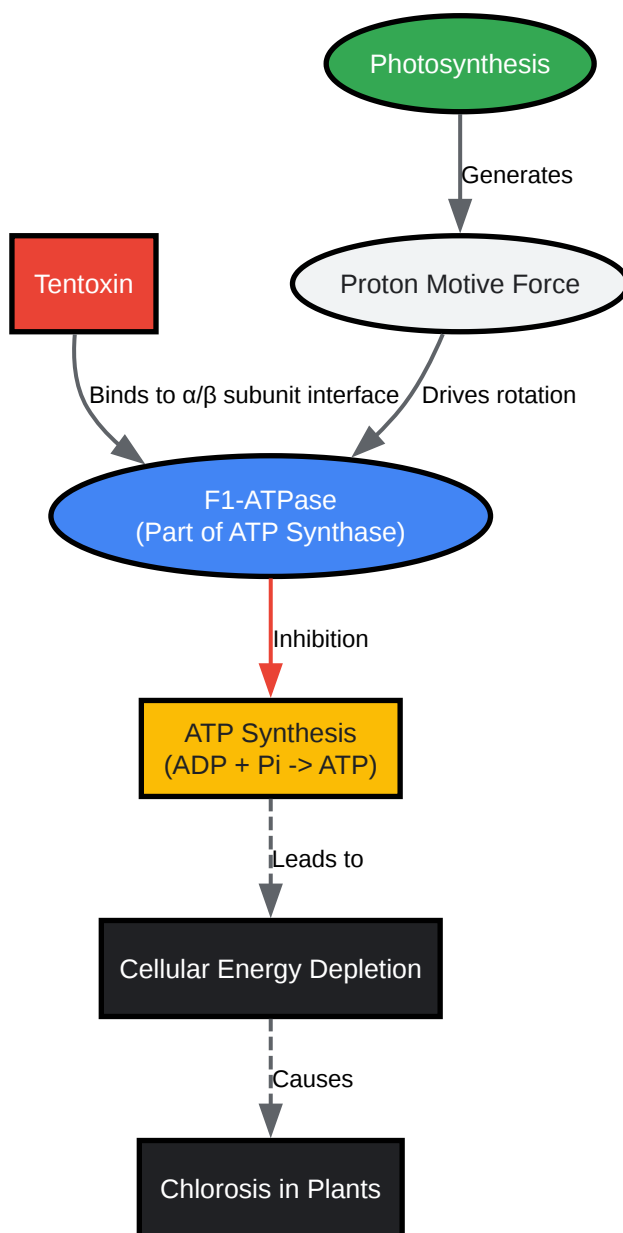 Photosynthesis
Generates
Tentoxin
Proton Motive Force
Binds to α/β subunit interface
Drives rotation
F1-ATPase
(Part of ATP Synthase)
Inhibition
ATP Synthesis
(ADP + Pi -> ATP)
Leads to
Cellular Energy Depletion
Causes
Chlorosis in Plants